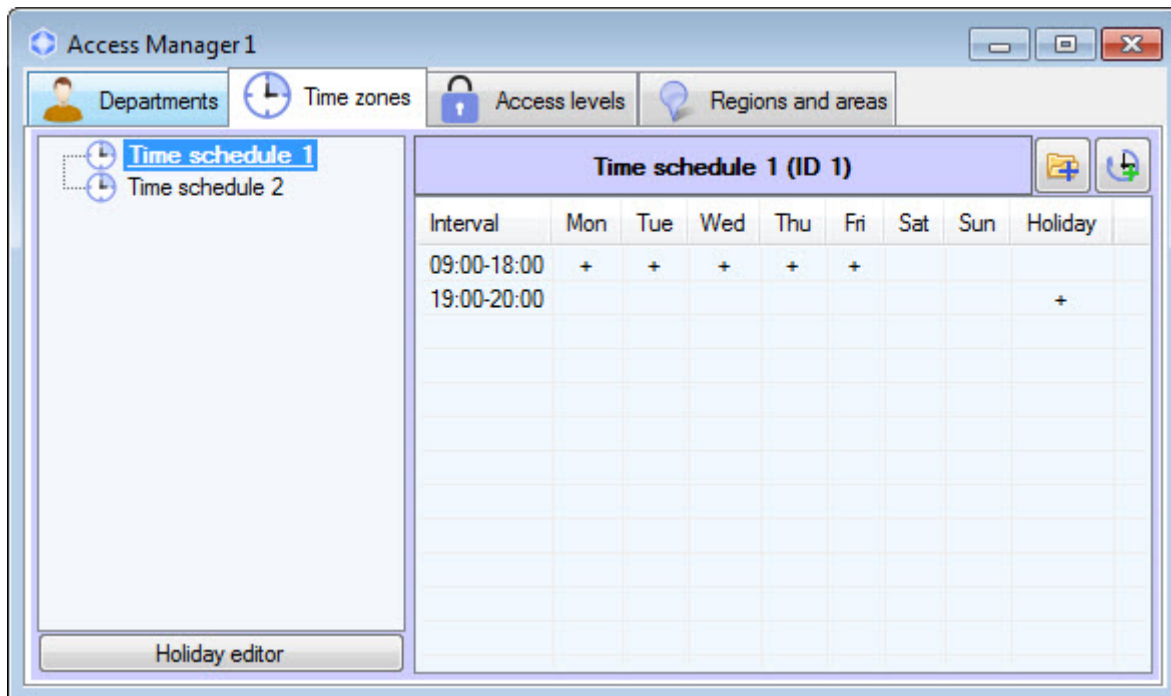 Access Manager 1
Departments Time zones Access levels Regions and areas
Time schedule 1
Time schedule 2
Time schedule 1 (ID 1)
Interval Mon Tue Wed Thu Fri Sat Sun Holiday
09:00-18:00 + + + + +
19:00-20:00 +
Holiday editor